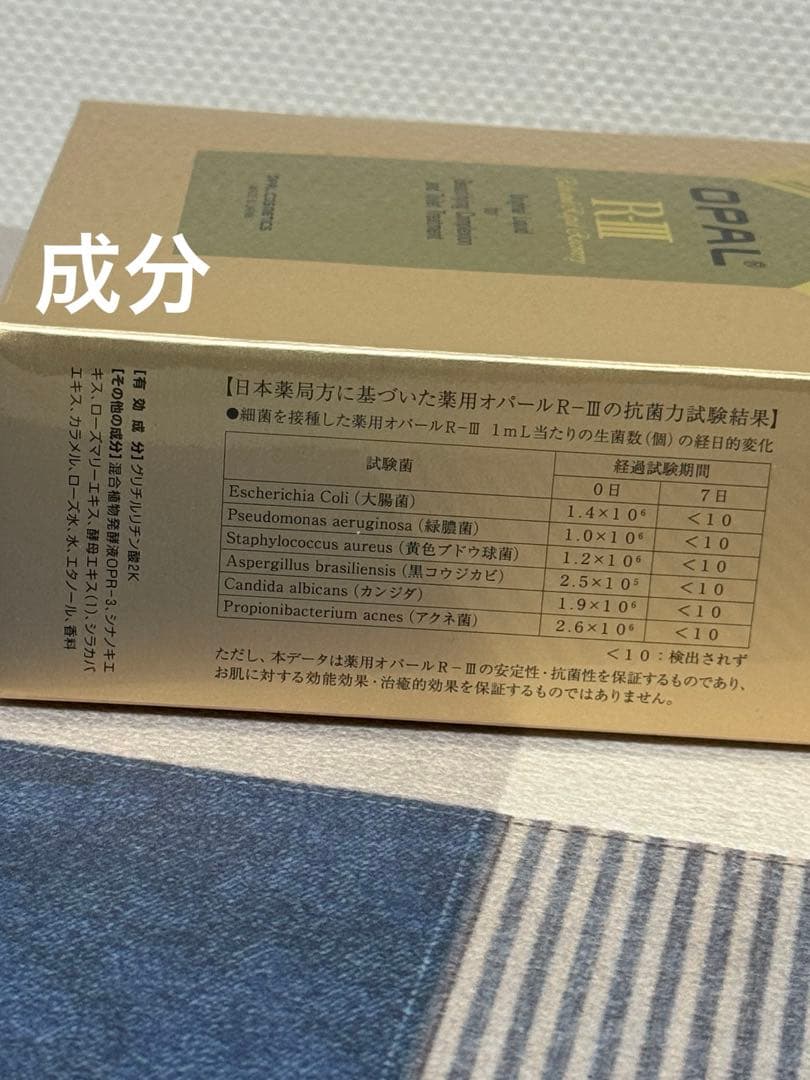 OPAL®
R-III
OPAL COSMETICS
成分
【日本薬局方に基づいた薬用オパールR-Ⅲの抗菌力試験結果】
●細菌を接種した薬用オパールR-Ⅲ 1mL当たりの生菌数(個)の経日的変化
試験菌 経過試験期間
0日 7日
Escherichia Coli (大腸菌) 1.4×10⁶ <10
Pseudomonas aeruginosa (緑膿菌) 1.0×10⁶ <10
Staphylococcus aureus (黄色ブドウ球菌) 1.2×10⁶ <10
Aspergillus brasiliensis (黒コウジカビ) 2.5×10⁵ <10
Candida albicans (カンジダ) 1.9×10⁶ <10
Propionibacterium acnes (アクネ菌) 2.6×10⁶ <10
<10:検出されず
ただし、本データは薬用オパールR-Ⅲの安定性・抗菌性を保証するものであり、
お肌に対する効能効果・治癒的効果を保証するものではありません。
[有効成分]グリチルリチン酸2K
[その他の成分]混合植物発酵液OPR-3、シナノキエ
キス、ローズマリーエキス、酵母エキス(1)、シラカバ
エキス、カラメル、ローズ水、水、エタノール、香料